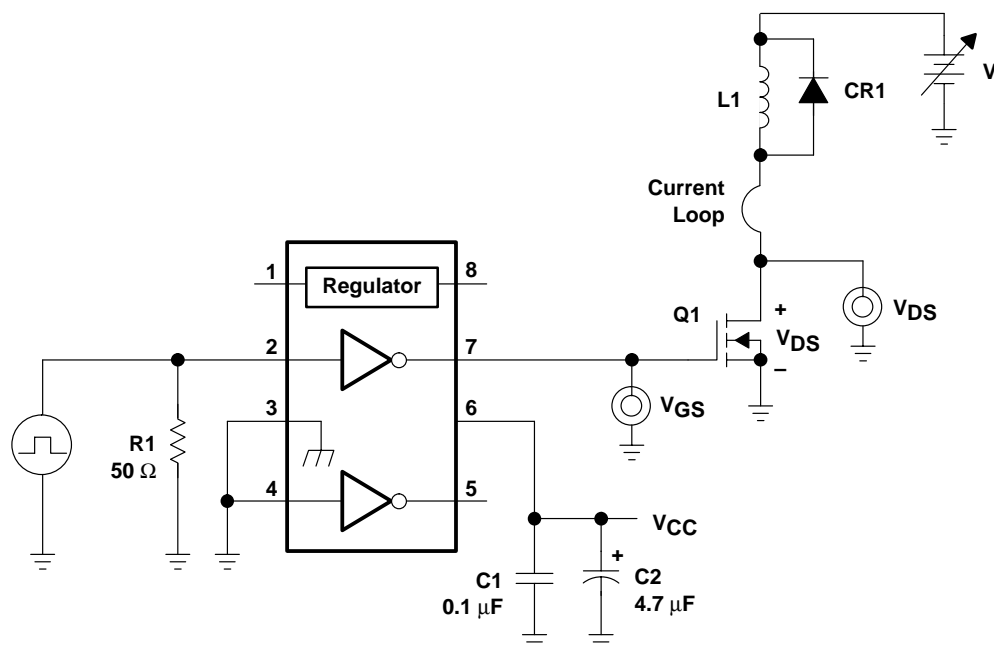 V
CR1
L1
Current
Loop
1
Regulator
8
Q1
+
VDS
–
VDS
2
7
3
6
VGS
R1
50 Ω
4
5
VCC
C1
0.1 μF
+
C2
4.7 μF